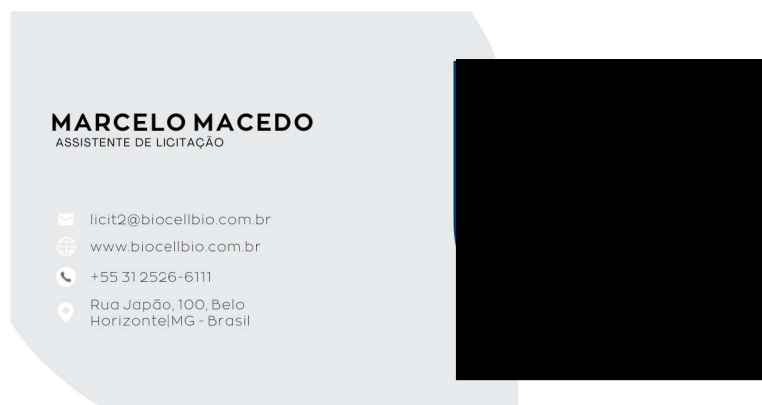 MARCELO MACEDO
ASSISTENTE DE LICITAÇÃO
licit2@biocellbio.com.br
www.biocellbio.com.br
+55 31 2526-6111
Rua Japão, 100, Belo
Horizonte|MG - Brasil